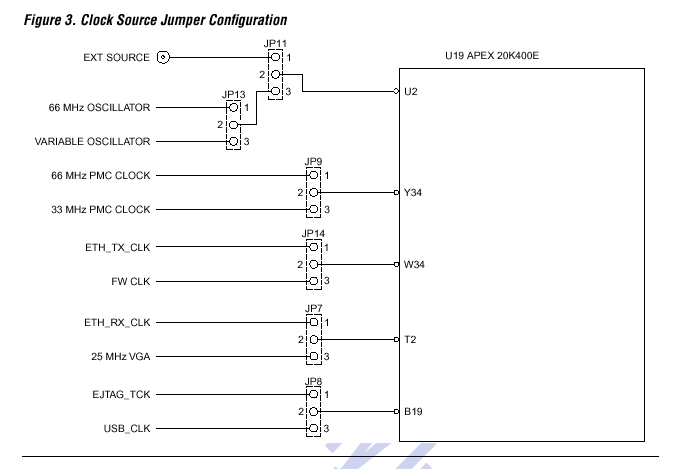 Figure 3. Clock Source Jumper Configuration
JP11
U19 APEX 20K400E
EXT SOURCE
1
2
3
U2
JP13
66 MHz OSCILLATOR
1
2
VARIABLE OSCILLATOR
3
JP9
66 MHz PMC CLOCK
1
2
Y34
33 MHz PMC CLOCK
3
JP14
ETH_TX_CLK
1
2
W34
FW CLK
3
JP7
ETH_RX_CLK
1
2
T2
25 MHz VGA
3
JP8
EJTAG_TCK
1
2
B19
USB_CLK
3